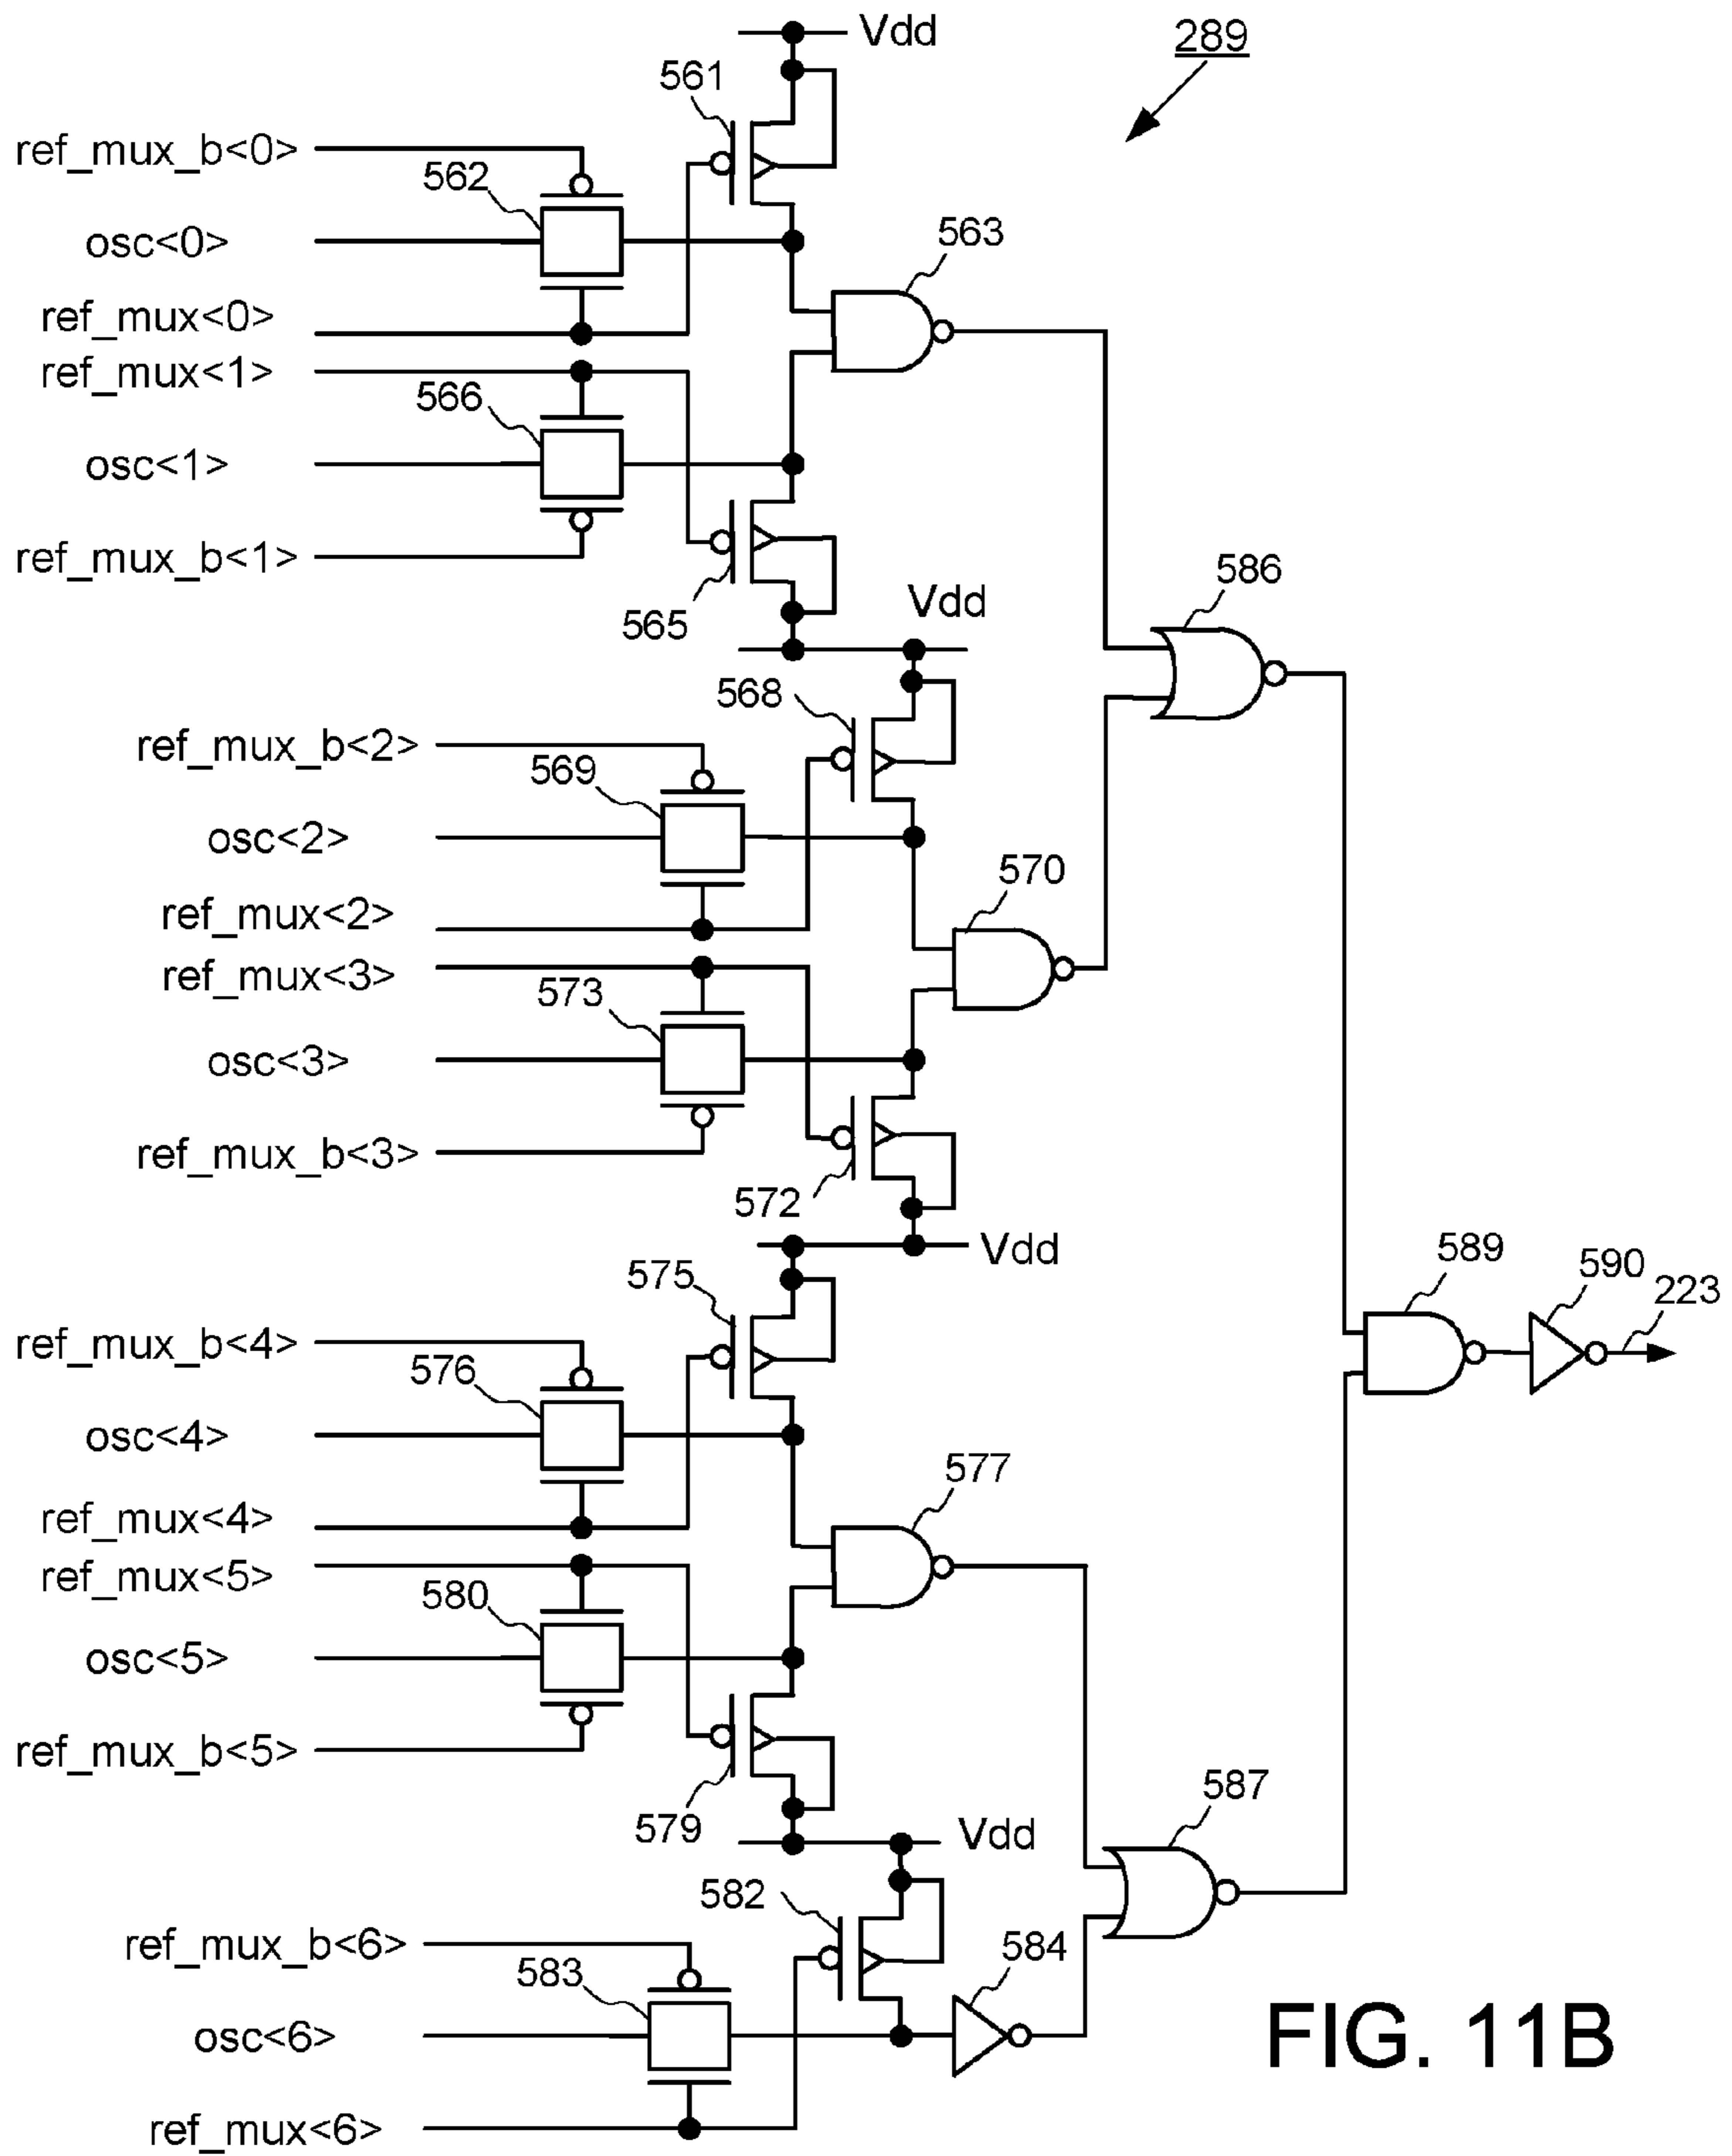 Vdd
289
561
ref_mux_b<0>
562
osc<0>
563
ref_mux<0>
ref_mux<1>
566
osc<1>
ref_mux_b<1>
565
Vdd
586
568
ref_mux_b<2>
569
osc<2>
570
ref_mux<2>
ref_mux<3>
573
osc<3>
ref_mux_b<3>
572
Vdd
575
589
590
223
ref_mux_b<4>
576
osc<4>
577
ref_mux<4>
ref_mux<5>
580
osc<5>
ref_mux_b<5>
579
Vdd
587
582
ref_mux_b<6>
583
584
osc<6>
ref_mux<6>
FIG. 11B